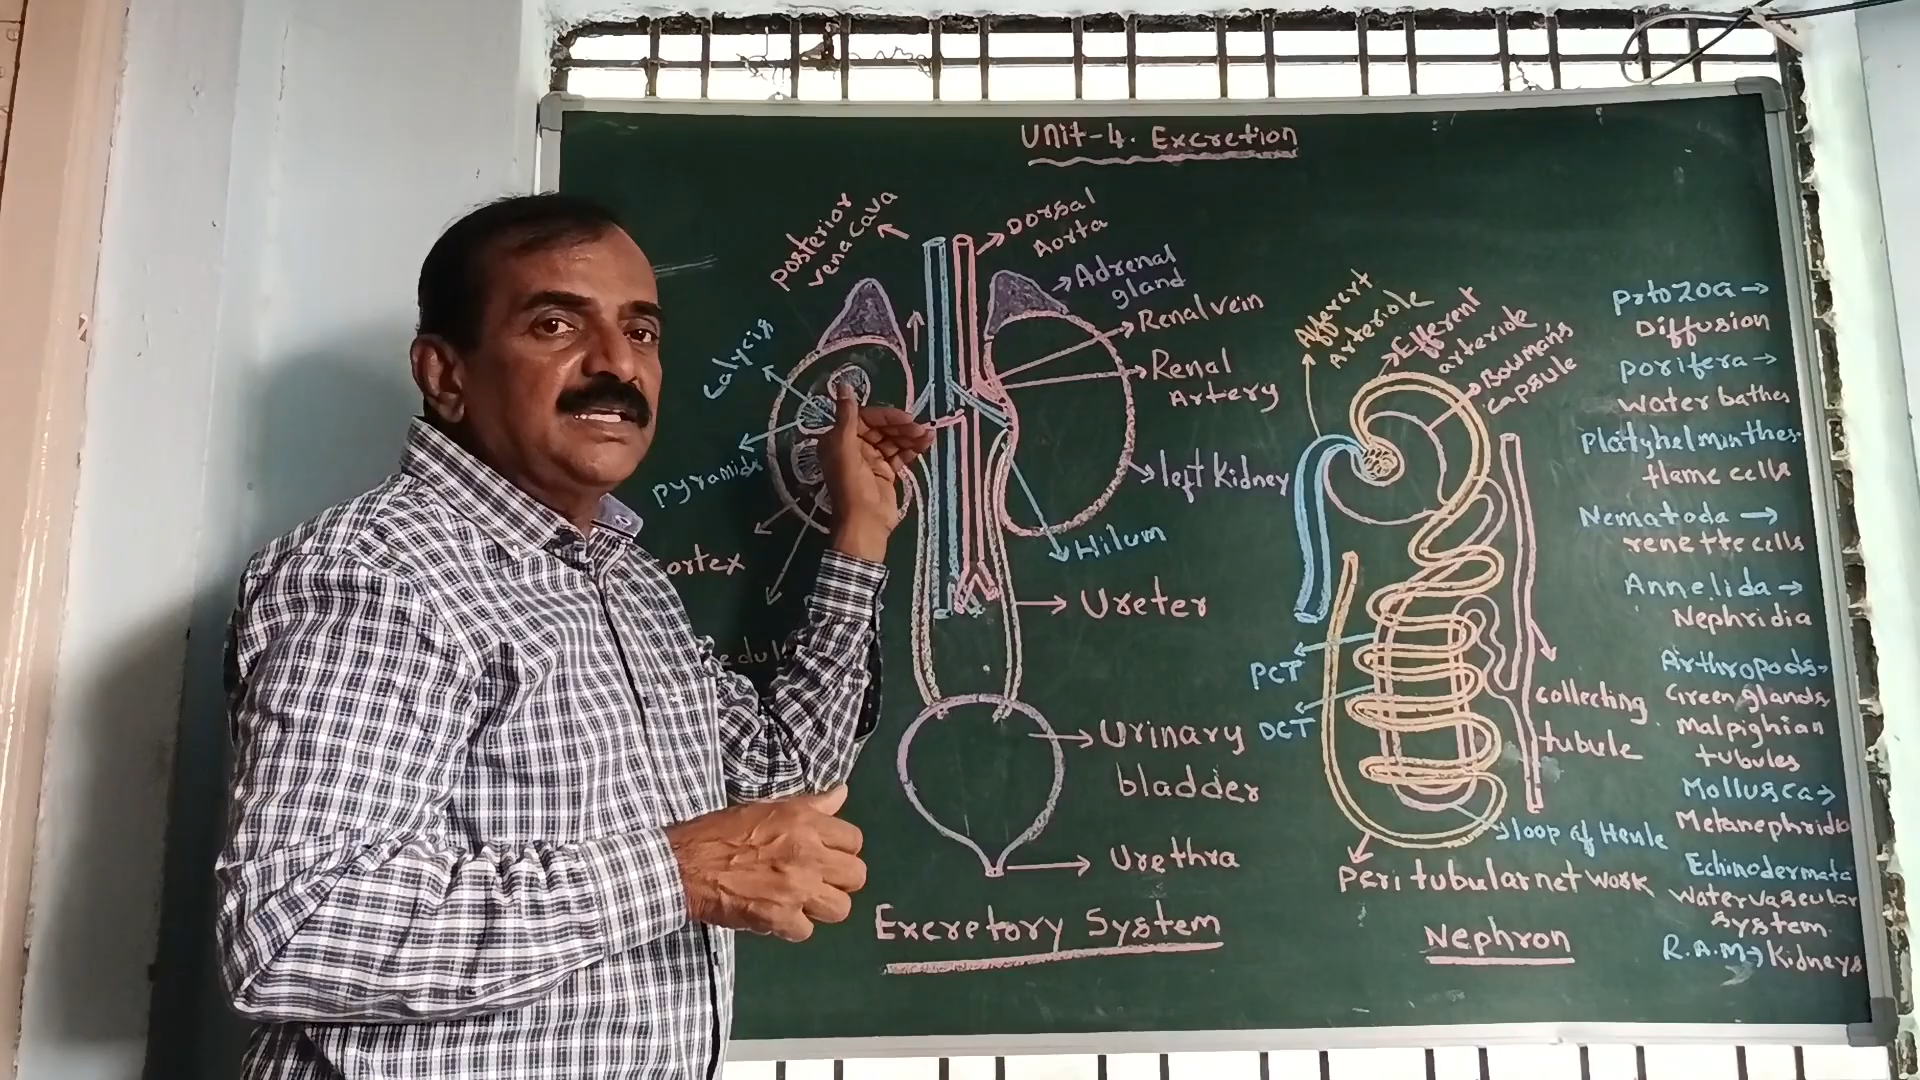 Unit-4. Excretion
Posterior
vena cava
Dorsal
Aorta
Adrenal
gland
Renal vein
Renal
Artery
calycis
pyramids
left kidney
Hilum
ortex
edul
Ureter
Urinary
bladder
Urethra
Excretory System
Afferent
Arteriole
Efferent
arteriole
Bowman's
capsule
PCT
DCT
collecting
tubule
loop of Henle
peri tubular net work
Nephron
protozoa →
Diffusion
porifera →
water bathes
Platyhelminthes-
flame cells
Nematoda →
renette cells
Annelida →
Nephridia
Arthropods-
Green glands
Malpighian
tubules
Mollusca →
Metanephridia
Echinodermata
water vascular
system.
R.A.M → Kidneys